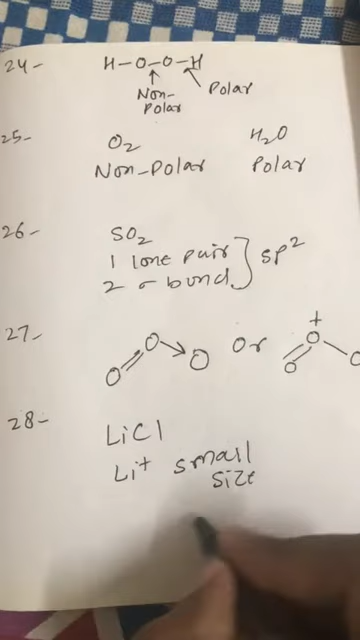 24- H-O-O-H
Non-Polar Polar
25- O2 H2O
Non-Polar Polar
26- SO2
1 lone pair
2 σ bond } sp2
27- O=O→O Or O=O+-O
28- LiCl
Li+ small
size